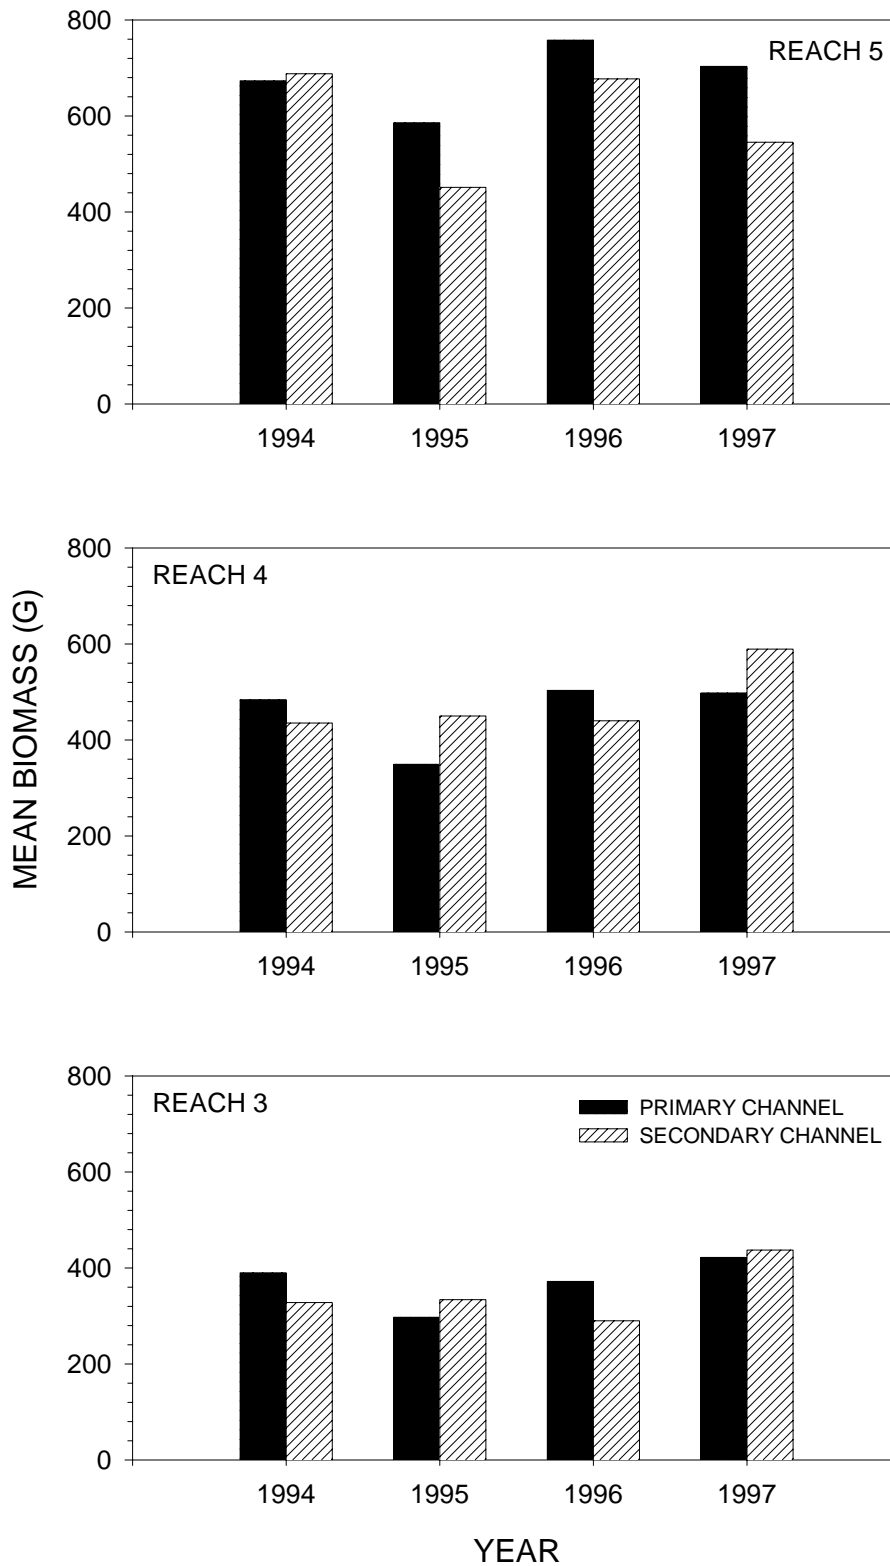 800
REACH 5
600
400
200
0
1994 1995 1996 1997
MEAN BIOMASS (G)
800
REACH 4
600
400
200
0
1994 1995 1996 1997
800
REACH 3
PRIMARY CHANNEL
SECONDARY CHANNEL
600
400
200
0
1994 1995 1996 1997
YEAR